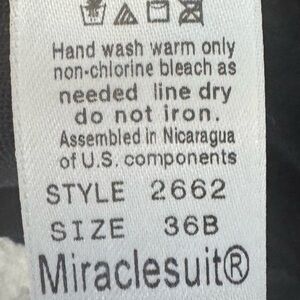 Hand wash warm only
non-chlorine bleach as
needed line dry
do not iron.
Assembled in Nicaragua
of U.S. components
STYLE 2662
SIZE 36B
Miraclesuit®